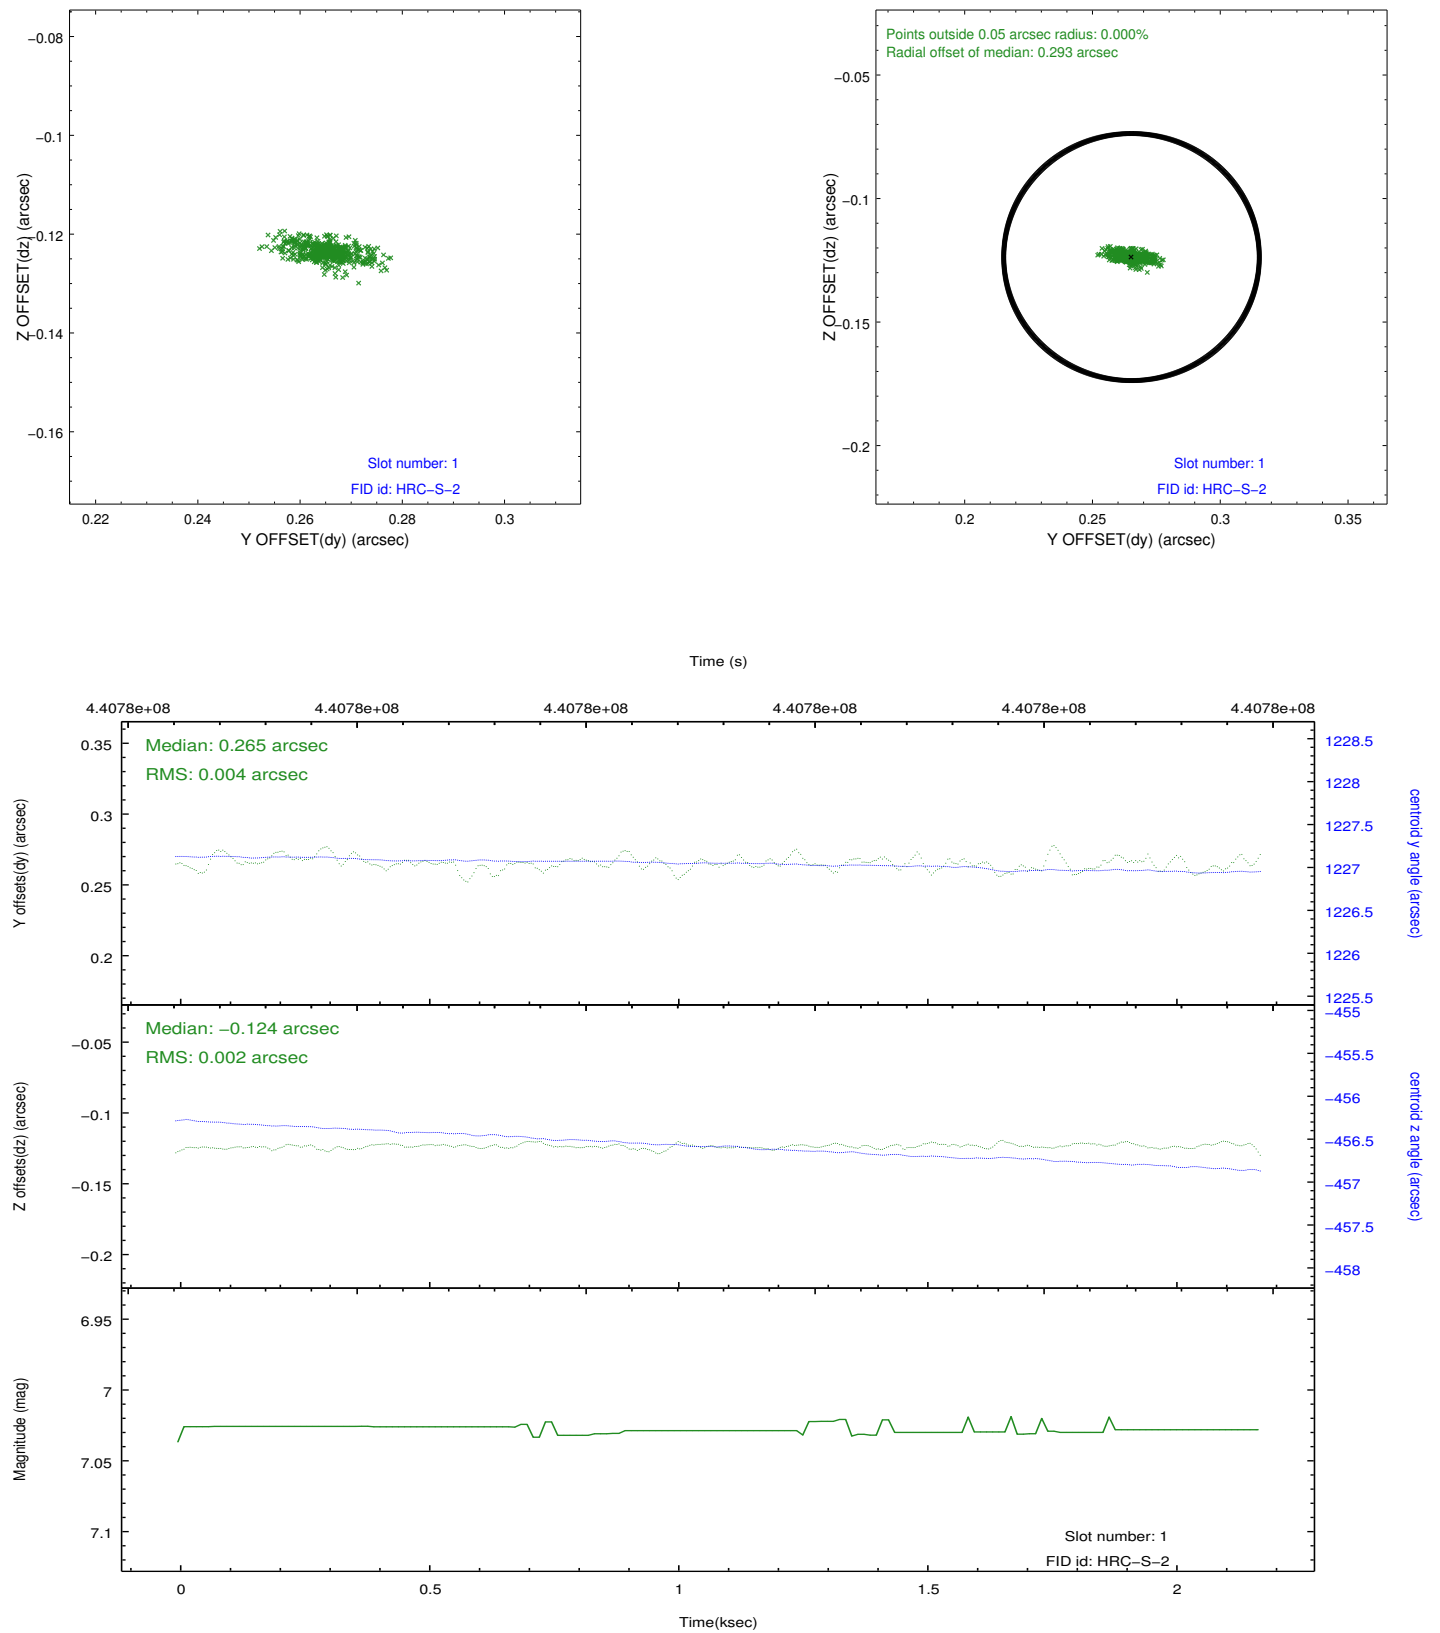 Points outside 0.05 arcsec radius: 0.000%
Radial offset of median: 0.293 arcsec
−0.08
−0.1
−0.12
−0.14
−0.16
Z OFFSET(dz) (arcsec)
Slot number: 1
FID id: HRC−S−2
0.22 0.24 0.26 0.28 0.3
Y OFFSET(dy) (arcsec)
−0.05
−0.1
−0.15
−0.2
Z OFFSET(dz) (arcsec)
Slot number: 1
FID id: HRC−S−2
0.2 0.25 0.3 0.35
Y OFFSET(dy) (arcsec)
Time (s)
4.4078e+08 4.4078e+08 4.4078e+08 4.4078e+08 4.4078e+08 4.4078e+08
Median: 0.265 arcsec
RMS: 0.004 arcsec
0.35
0.3
0.25
0.2
Y offsets(dy) (arcsec)
1228.5
1228
1227.5
1227
1226.5
1226
1225.5
centroid y angle (arcsec)
Median: −0.124 arcsec
RMS: 0.002 arcsec
−0.05
−0.1
−0.15
−0.2
Z offsets(dz) (arcsec)
−455
−455.5
−456
−456.5
−457
−457.5
−458
centroid z angle (arcsec)
6.95
7
7.05
7.1
Magnitude (mag)
Slot number: 1
FID id: HRC−S−2
0 0.5 1 1.5 2
Time(ksec)